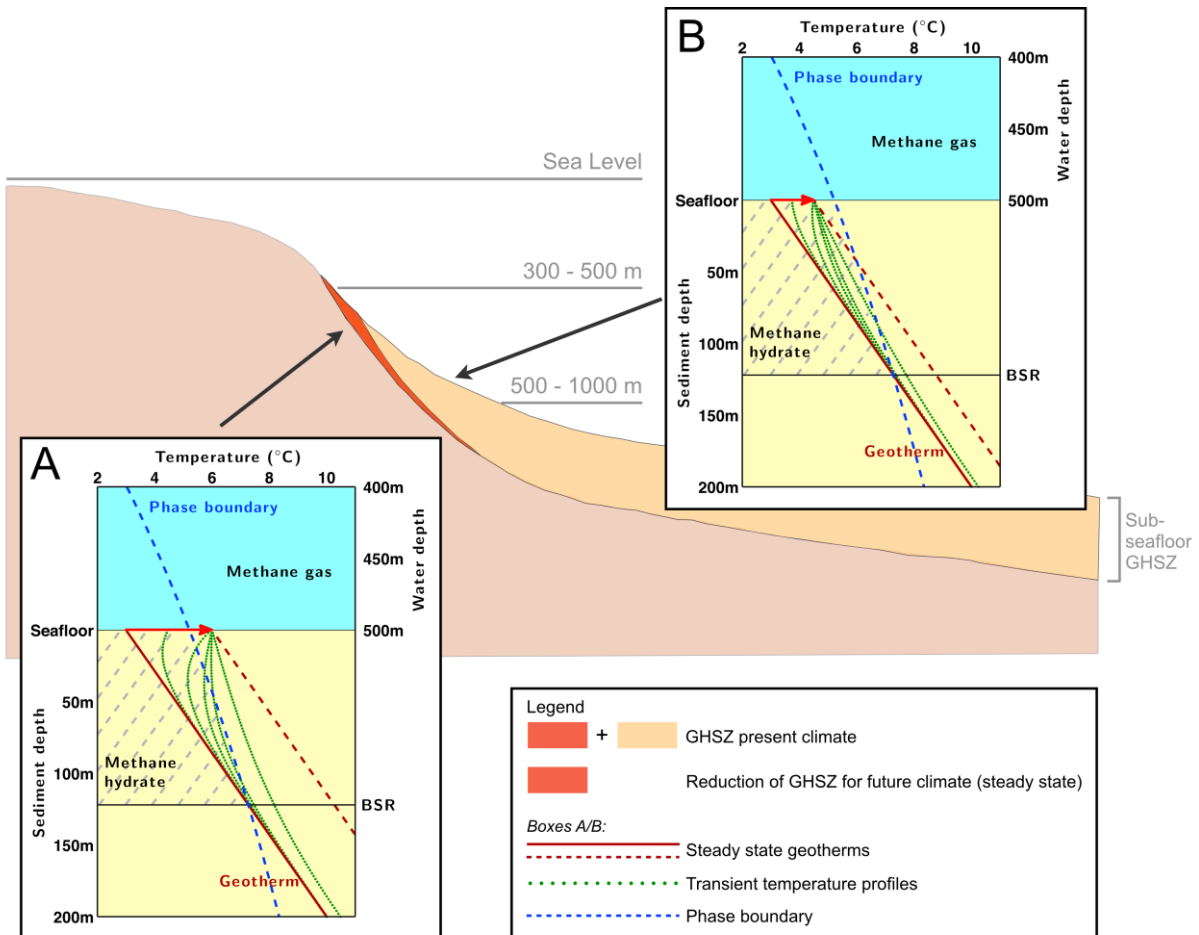 B
Temperature (°C)
2 4 6 8 10
400m
Phase boundary
Methane gas
450m
Water depth
Seafloor
500m
50m
Sediment depth
Methane
hydrate
100m
BSR
150m
Geotherm
200m
Sea Level
300 - 500 m
500 - 1000 m
Sub-
seafloor
GHSZ
A
Temperature (°C)
2 4 6 8 10
400m
Phase boundary
Methane gas
450m
Water depth
Seafloor
500m
50m
Sediment depth
Methane
hydrate
100m
BSR
150m
Geotherm
200m
Legend
+ GHSZ present climate
Reduction of GHSZ for future climate (steady state)
Boxes A/B:
Steady state geotherms
Transient temperature profiles
Phase boundary